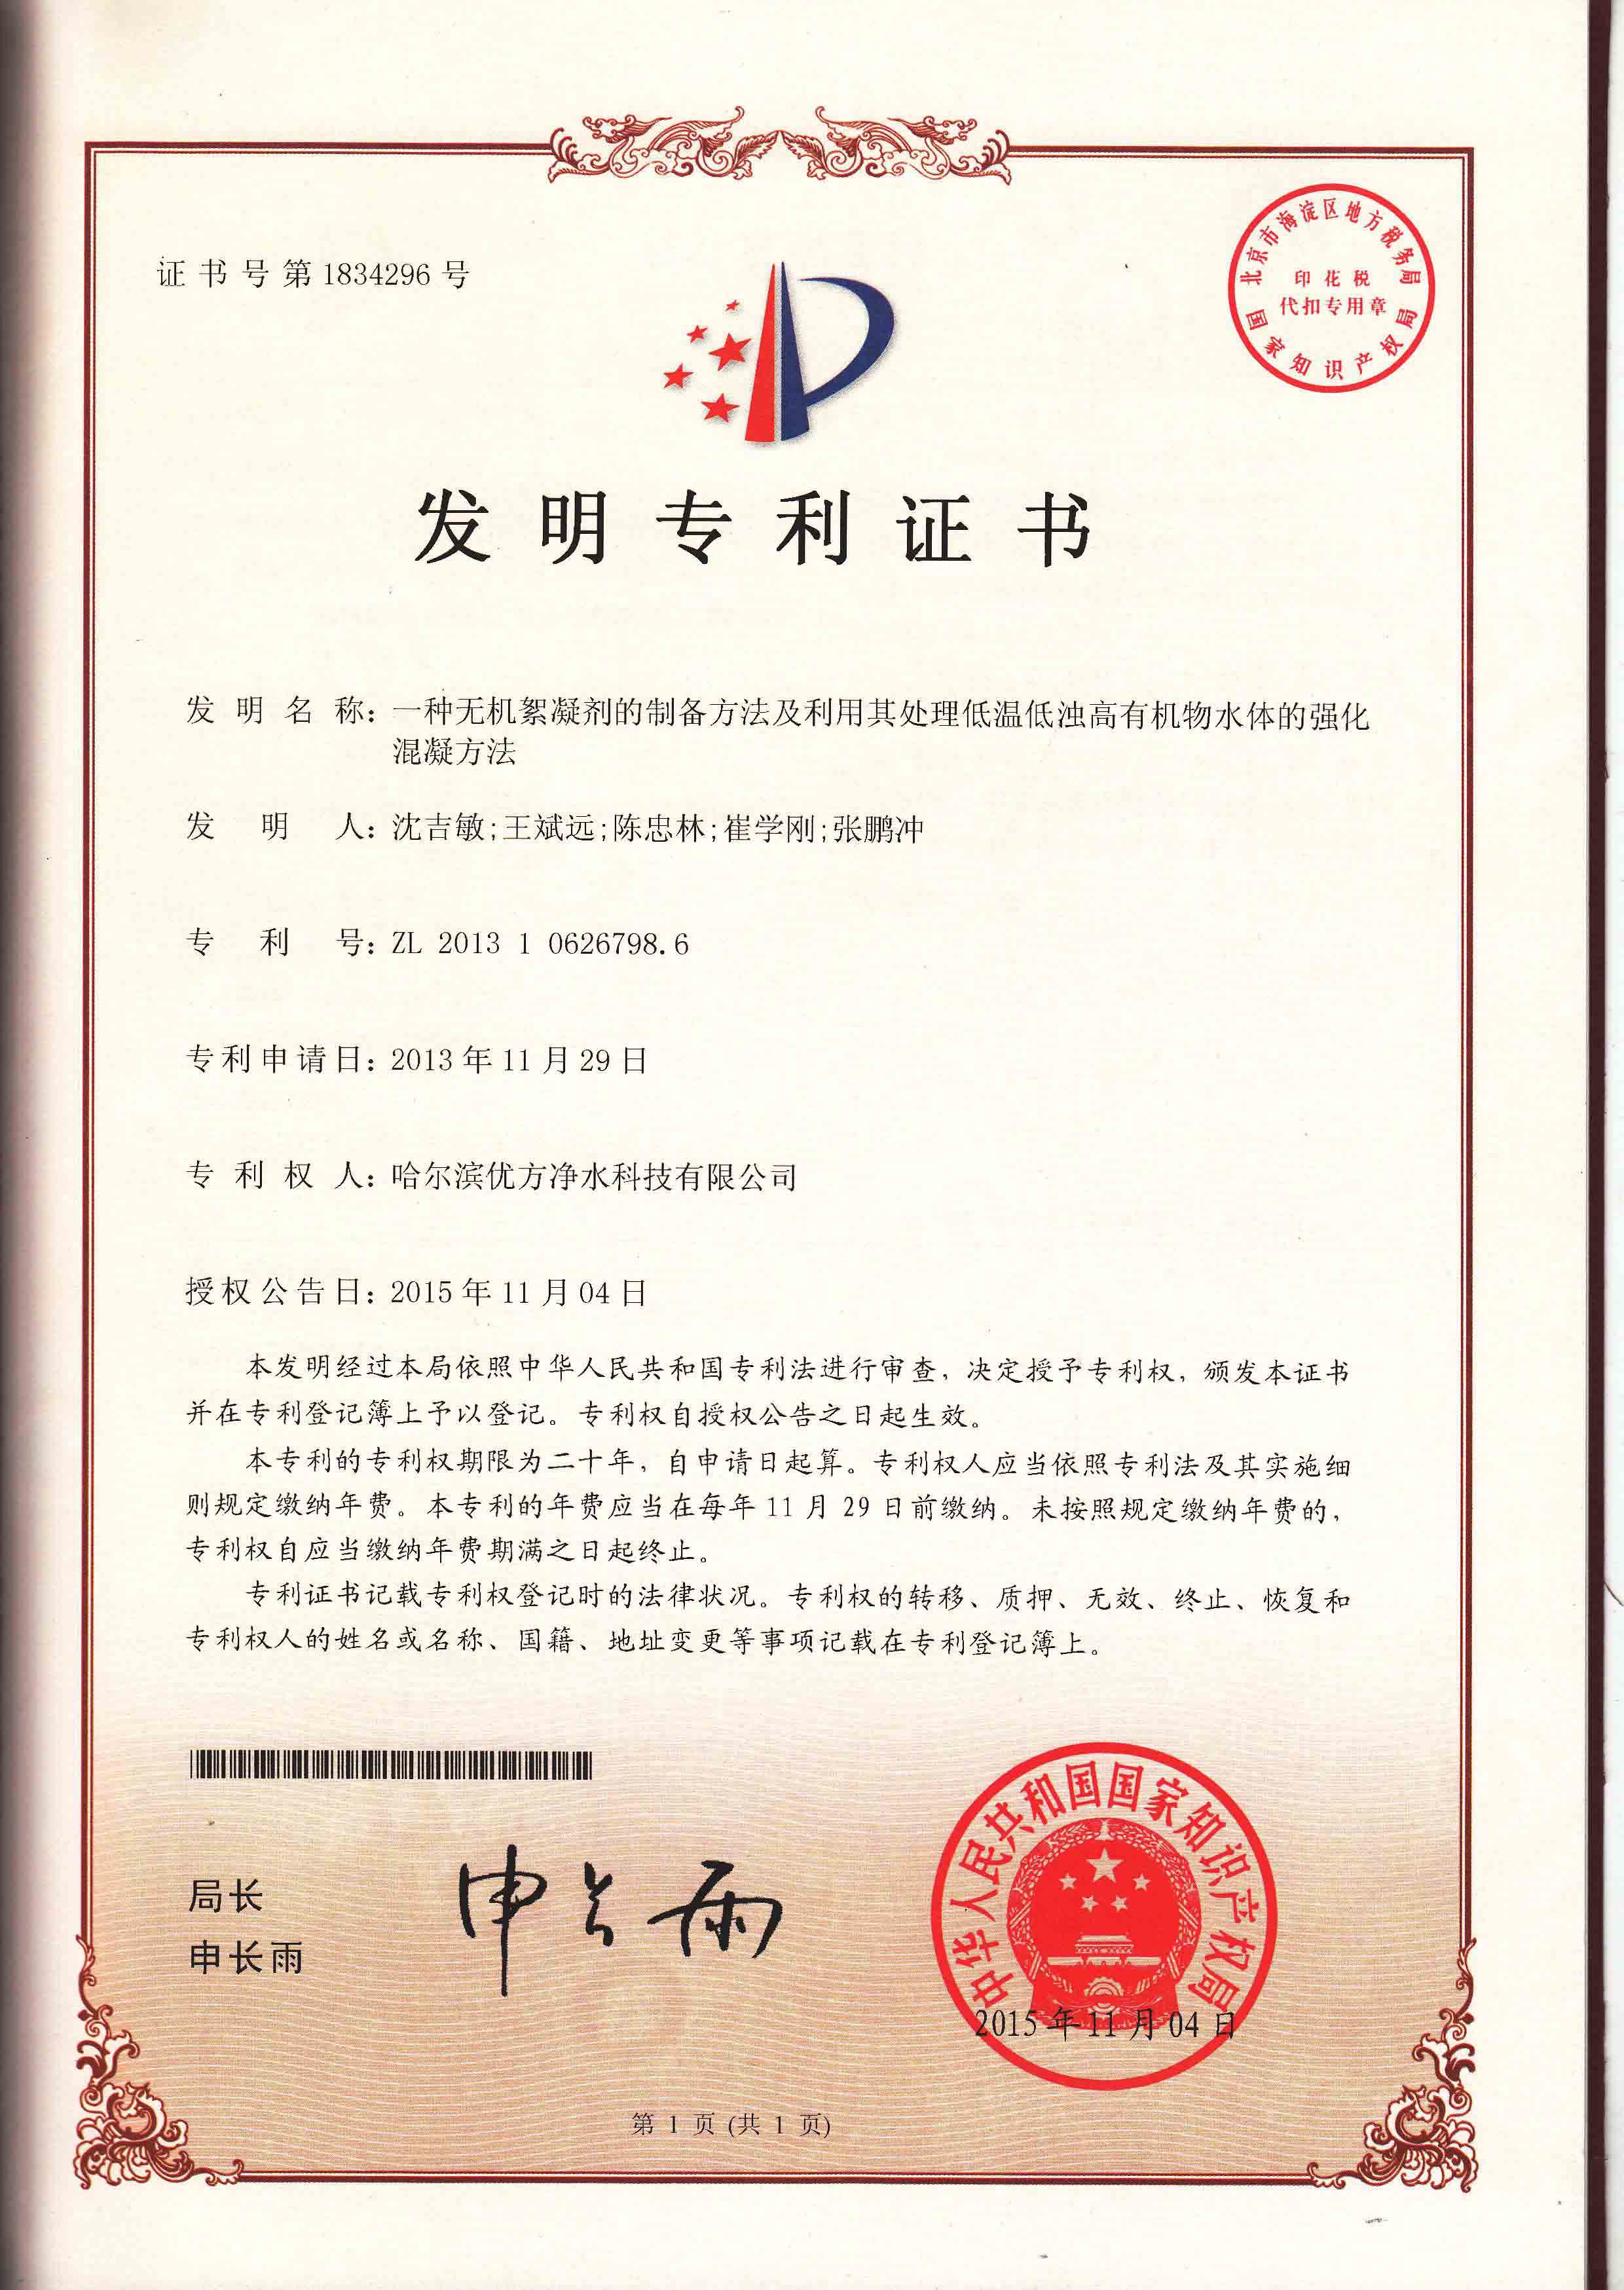 证书号第1834296号
北京市海淀区地方税务局
印花税
代扣专用章
国家知识产权局
发明专利证书
发明名称：一种无机絮凝剂的制备方法及利用其处理低温低浊高有机物水体的强化
混凝方法
发明人：沈吉敏;王斌远;陈忠林;崔学刚;张鹏冲
专利号：ZL 2013 1 0626798.6
专利申请日：2013年11月29日
专利权人：哈尔滨优方净水科技有限公司
授权公告日：2015年11月04日
本发明经过本局依照中华人民共和国专利法进行审查，决定授予专利权，颁发本证书
并在专利登记簿上予以登记。专利权自授权公告之日起生效。
本专利的专利权期限为二十年，自申请日起算。专利权人应当依照专利法及其实施细
则规定缴纳年费。本专利的年费应当在每年11月29日前缴纳。未按照规定缴纳年费的，
专利权自应当缴纳年费期满之日起终止。
专利证书记载专利权登记时的法律状况。专利权的转移、质押、无效、终止、恢复和
专利权人的姓名或名称、国籍、地址变更等事项记载在专利登记簿上。
局长
申长雨
申长雨
中华人民共和国国家知识产权局
2015年11月04日
第1页(共1页)